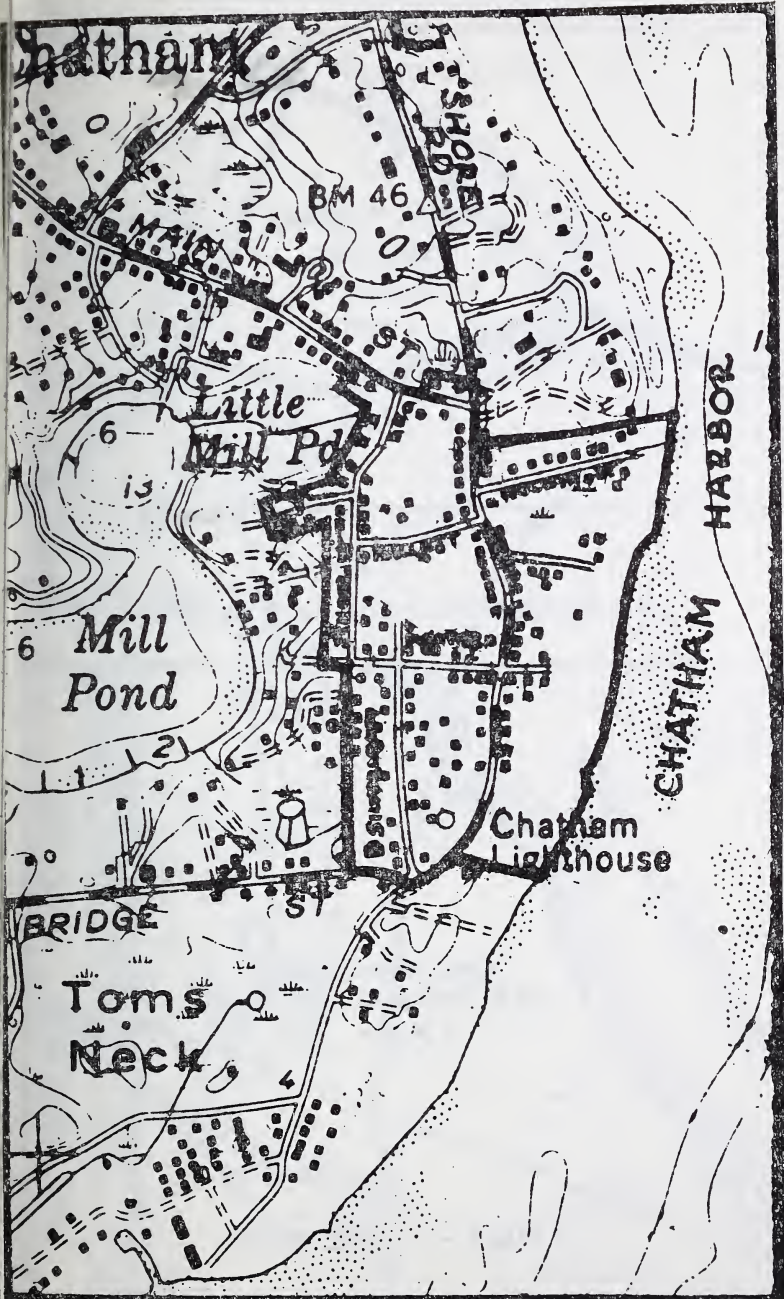 Chatham
SHORE
RD
BM 46
MAIN
ST
Little
Mill Pd
6
13
HARBOR
CHATHAM
6
Mill
Pond
2
1
Chatham
Lighthouse
BRIDGE
ST
Toms
Neck
4